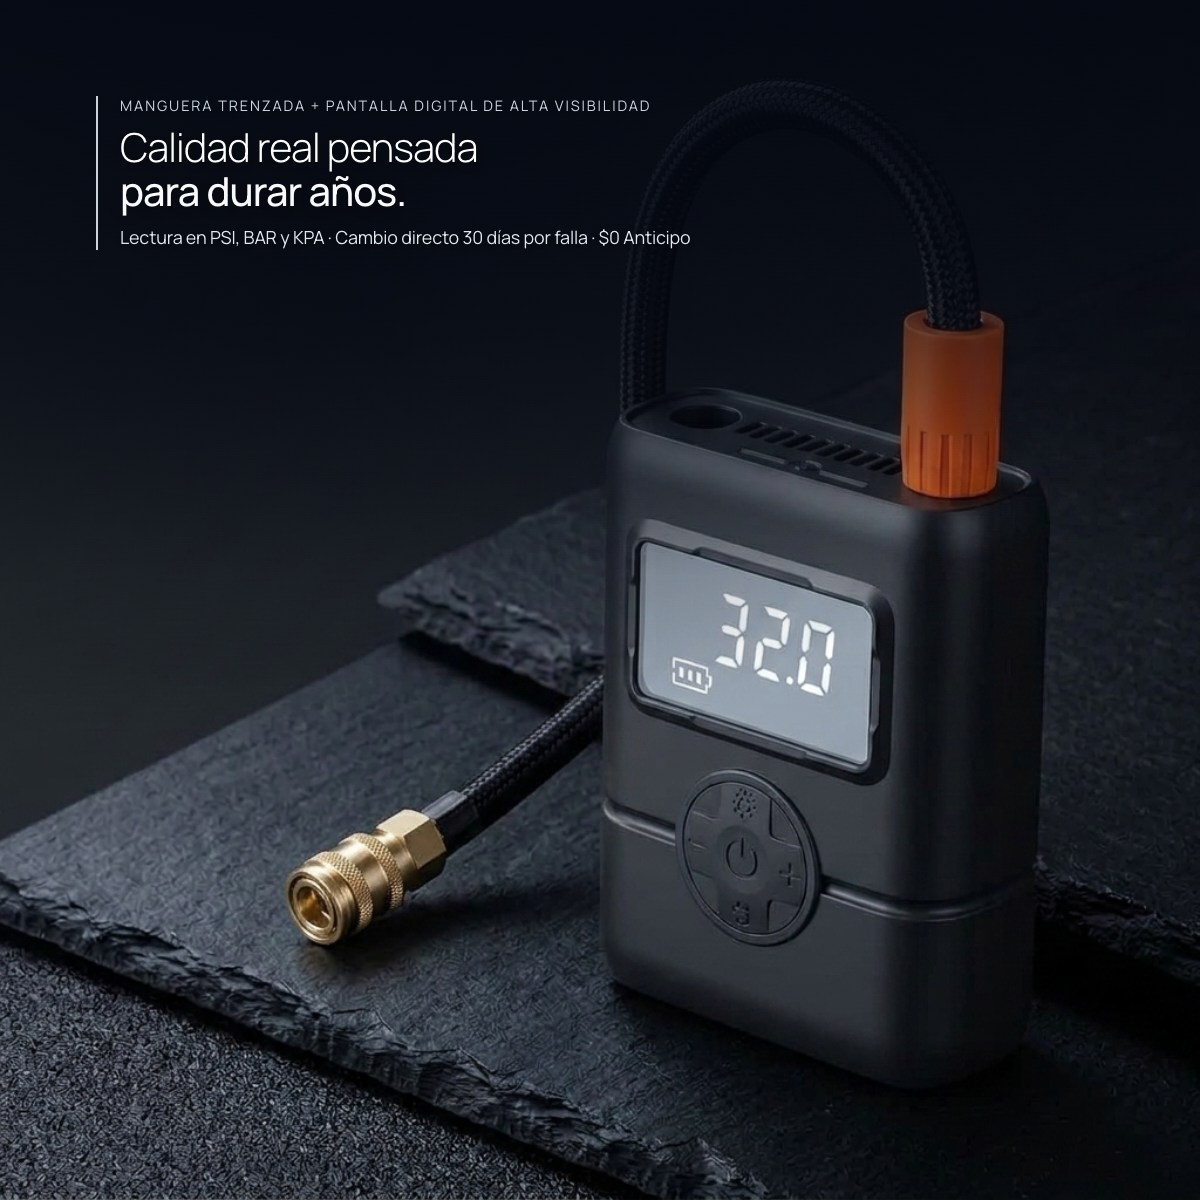 MANGUERA TRENZADA + PANTALLA DIGITAL DE ALTA VISIBILIDAD
Calidad real pensada
para durar años.
Lectura en PSI, BAR y KPA · Cambio directo 30 días por falla · $0 Anticipo
32.0